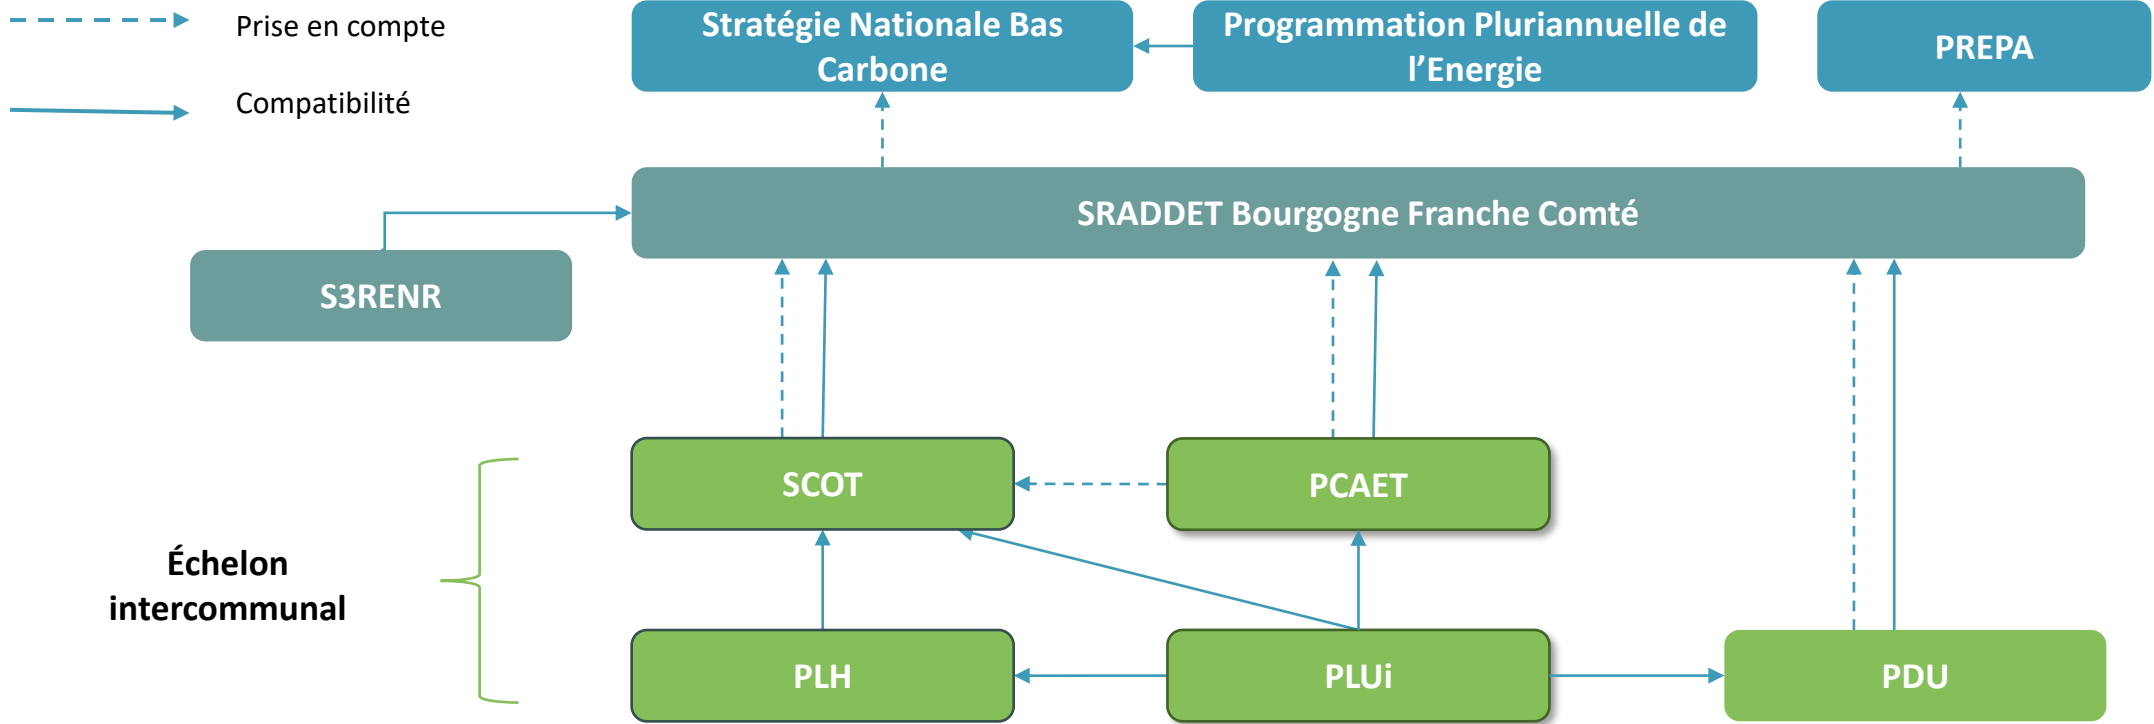 Prise en compte
Compatibilité
Stratégie Nationale Bas
Carbone
Programmation Pluriannuelle de
l’Energie
PREPA
SRADDET Bourgogne Franche Comté
S3RENR
SCOT
PCAET
Échelon
intercommunal
PLH
PLUi
PDU